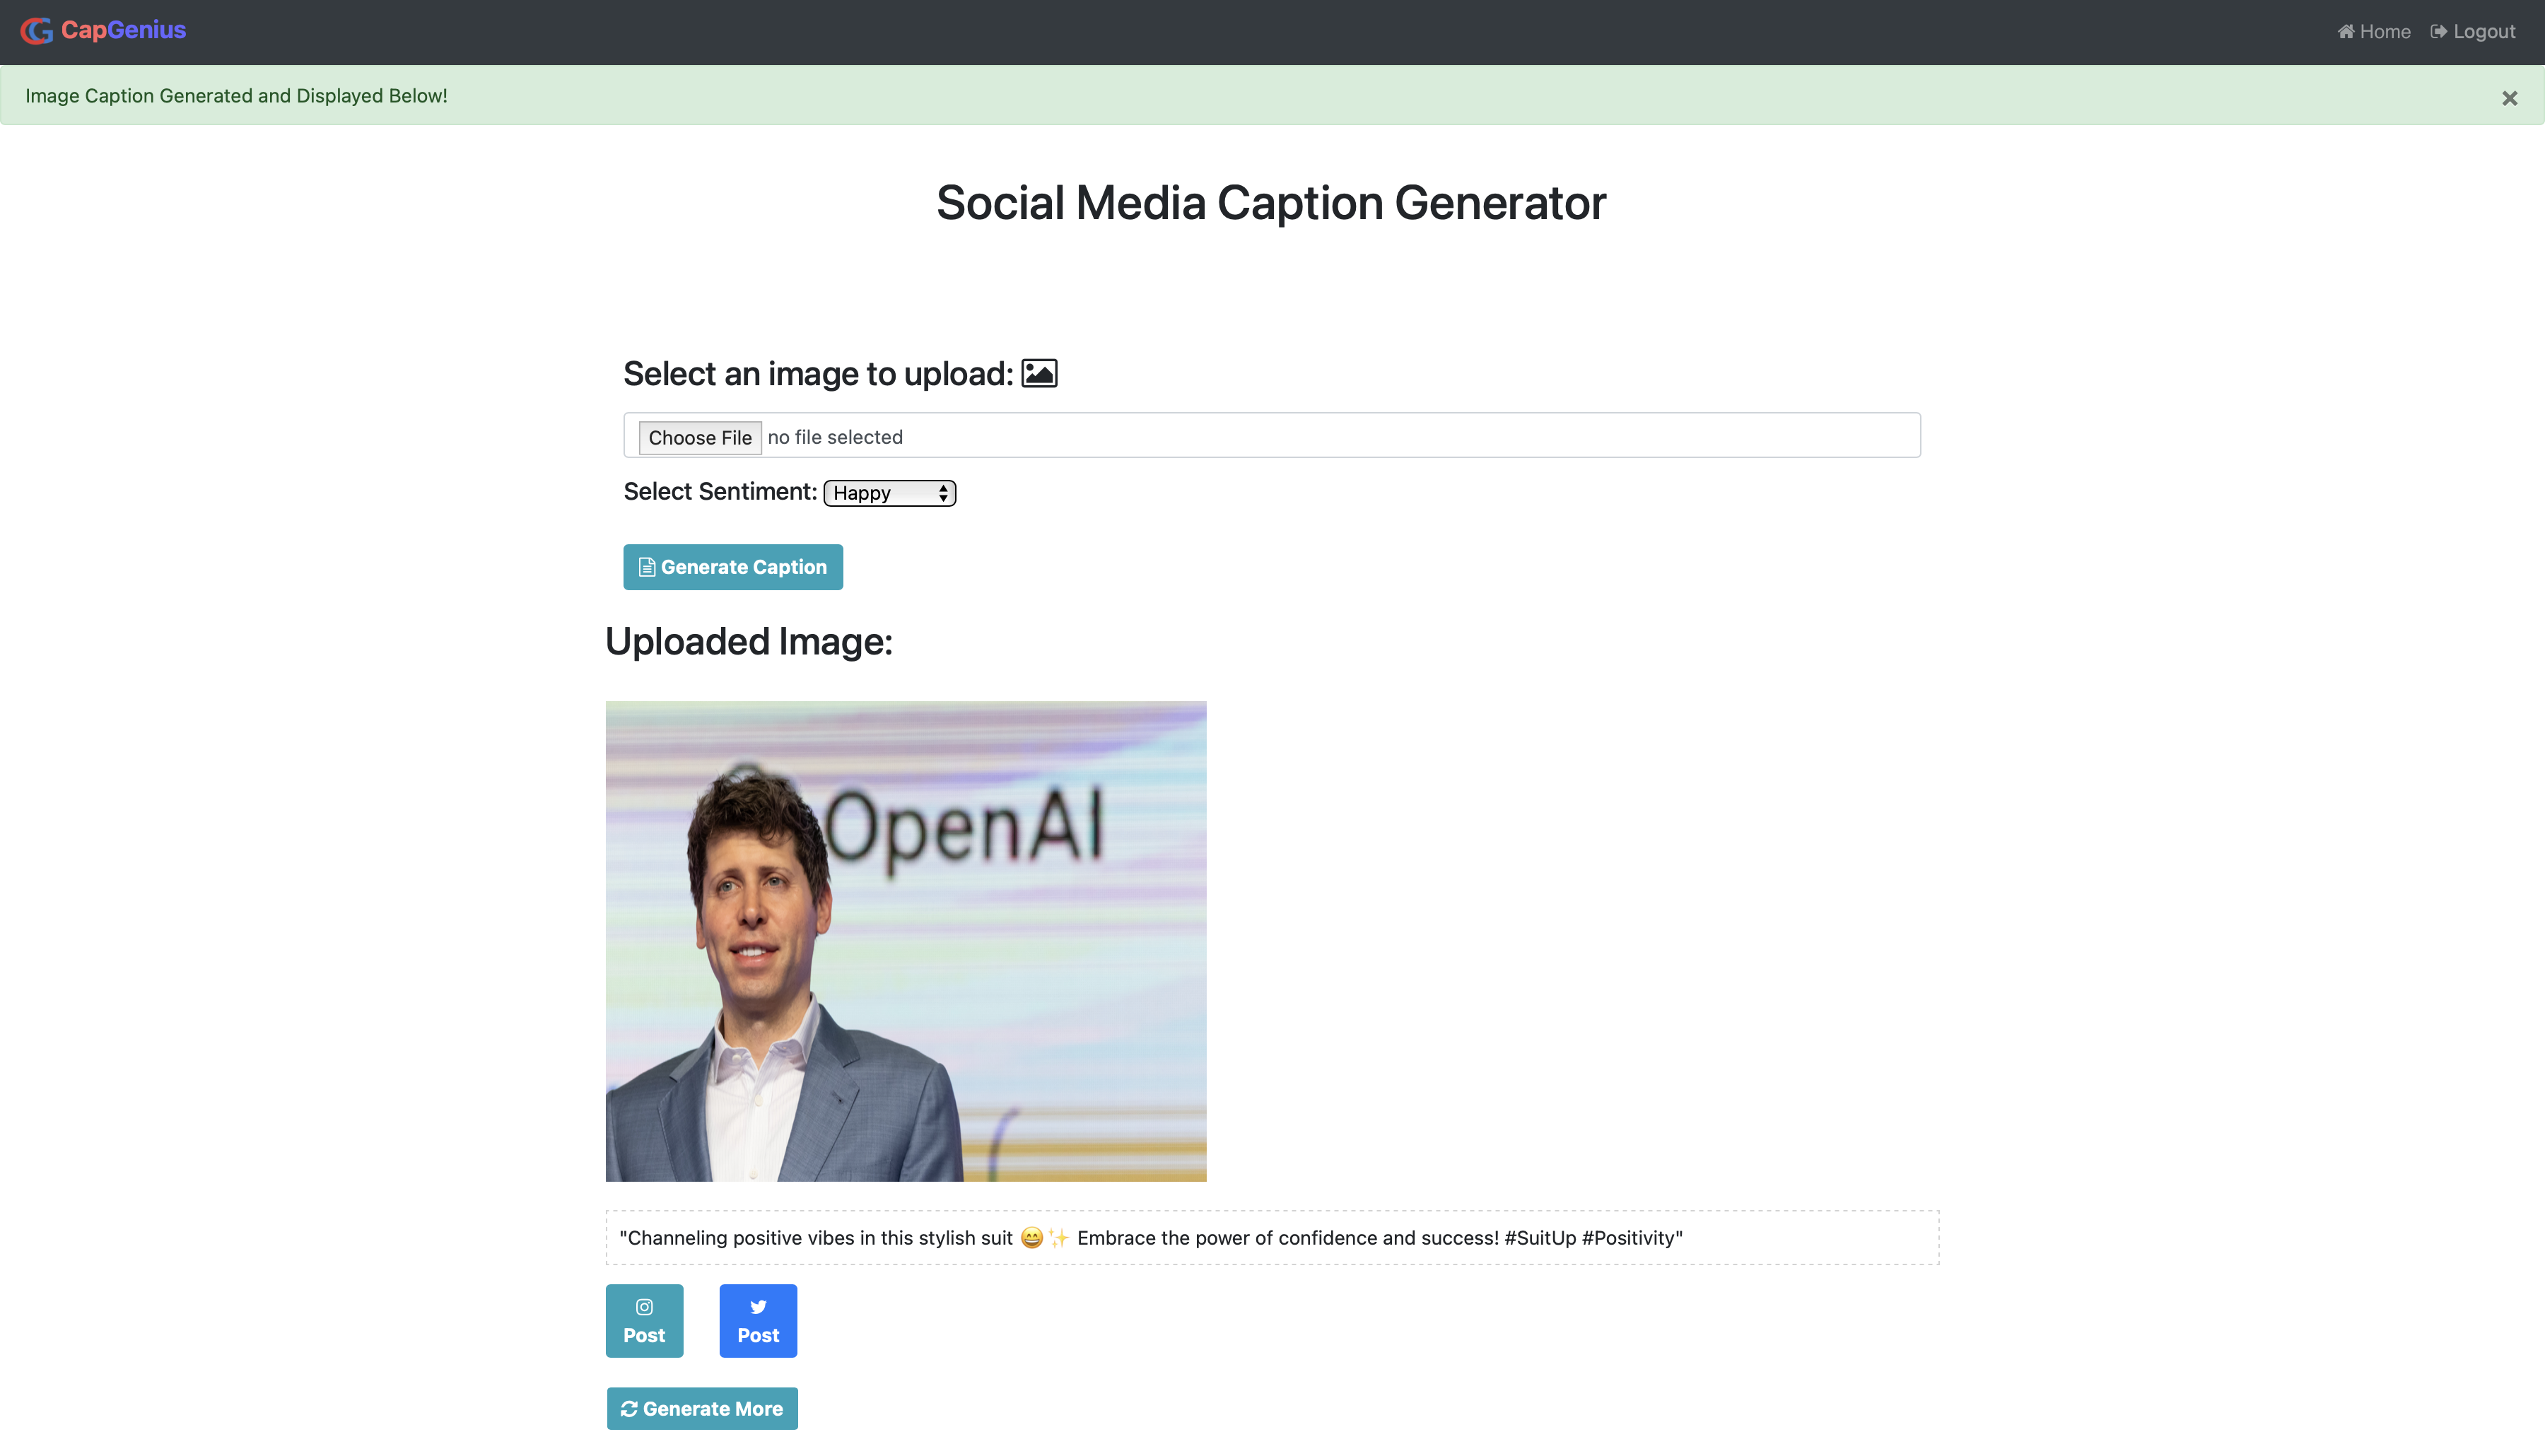 CapGenius
Home Logout
Image Caption Generated and Displayed Below!
×
Social Media Caption Generator
Select an image to upload:
Choose File no file selected
Select Sentiment: Happy
Generate Caption
Uploaded Image:
OpenAI
"Channeling positive vibes in this stylish suit 😄✨ Embrace the power of confidence and success! #SuitUp #Positivity"
Post Post
Generate More